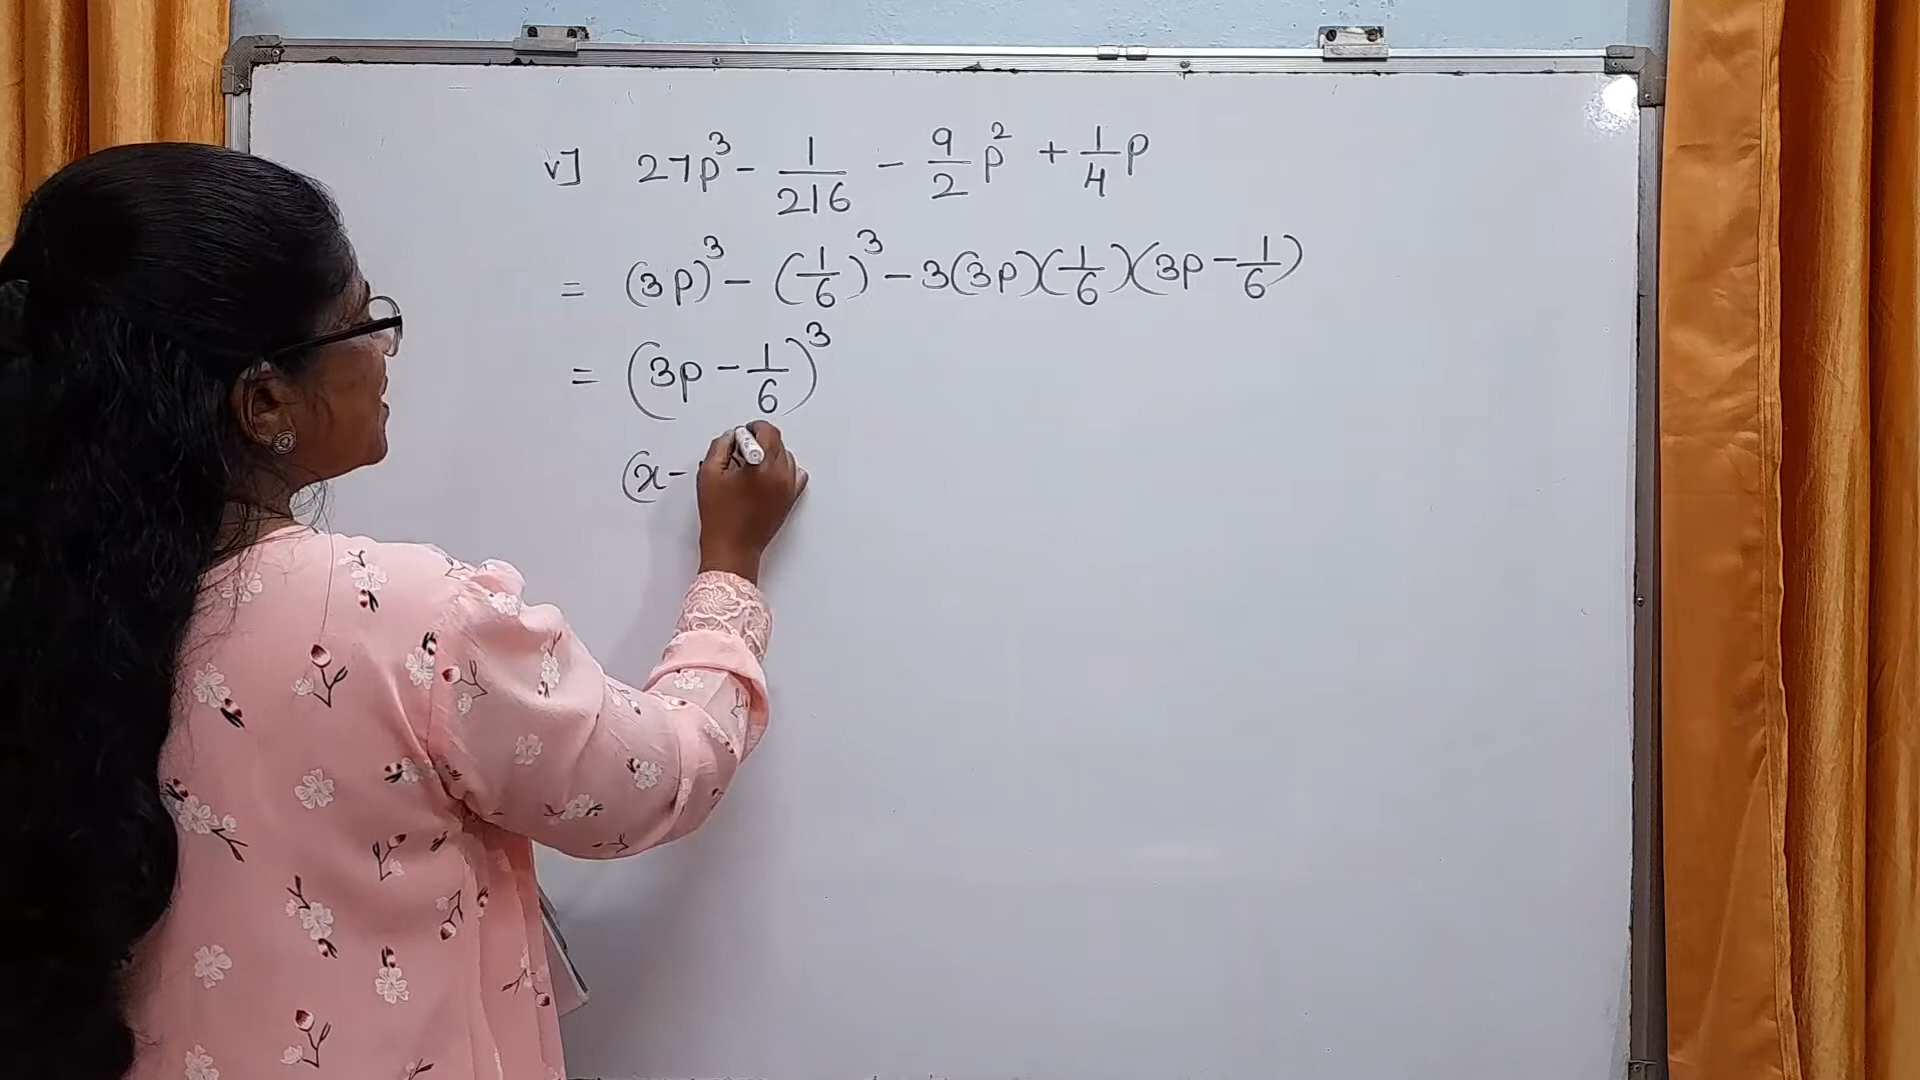 v] 27p³ - 1/216 - 9/2 p² + 1/4 p
= (3p)³ - (1/6)³ - 3(3p)(1/6)(3p - 1/6)
= (3p - 1/6)³
(x -